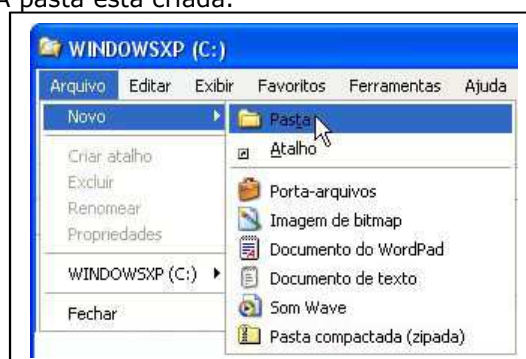 A pasta está criada.
WINDOWSXP (C:)
Arquivo Editar Exibir Favoritos Ferramentas Ajuda
Novo
Criar atalho
Excluir
Renomear
Propriedades
WINDOWSXP (C:)
Fechar
Pasta
Atalho
Porta-arquivos
Imagem de bitmap
Documento do WordPad
Documento de texto
Som Wave
Pasta compactada (zipada)